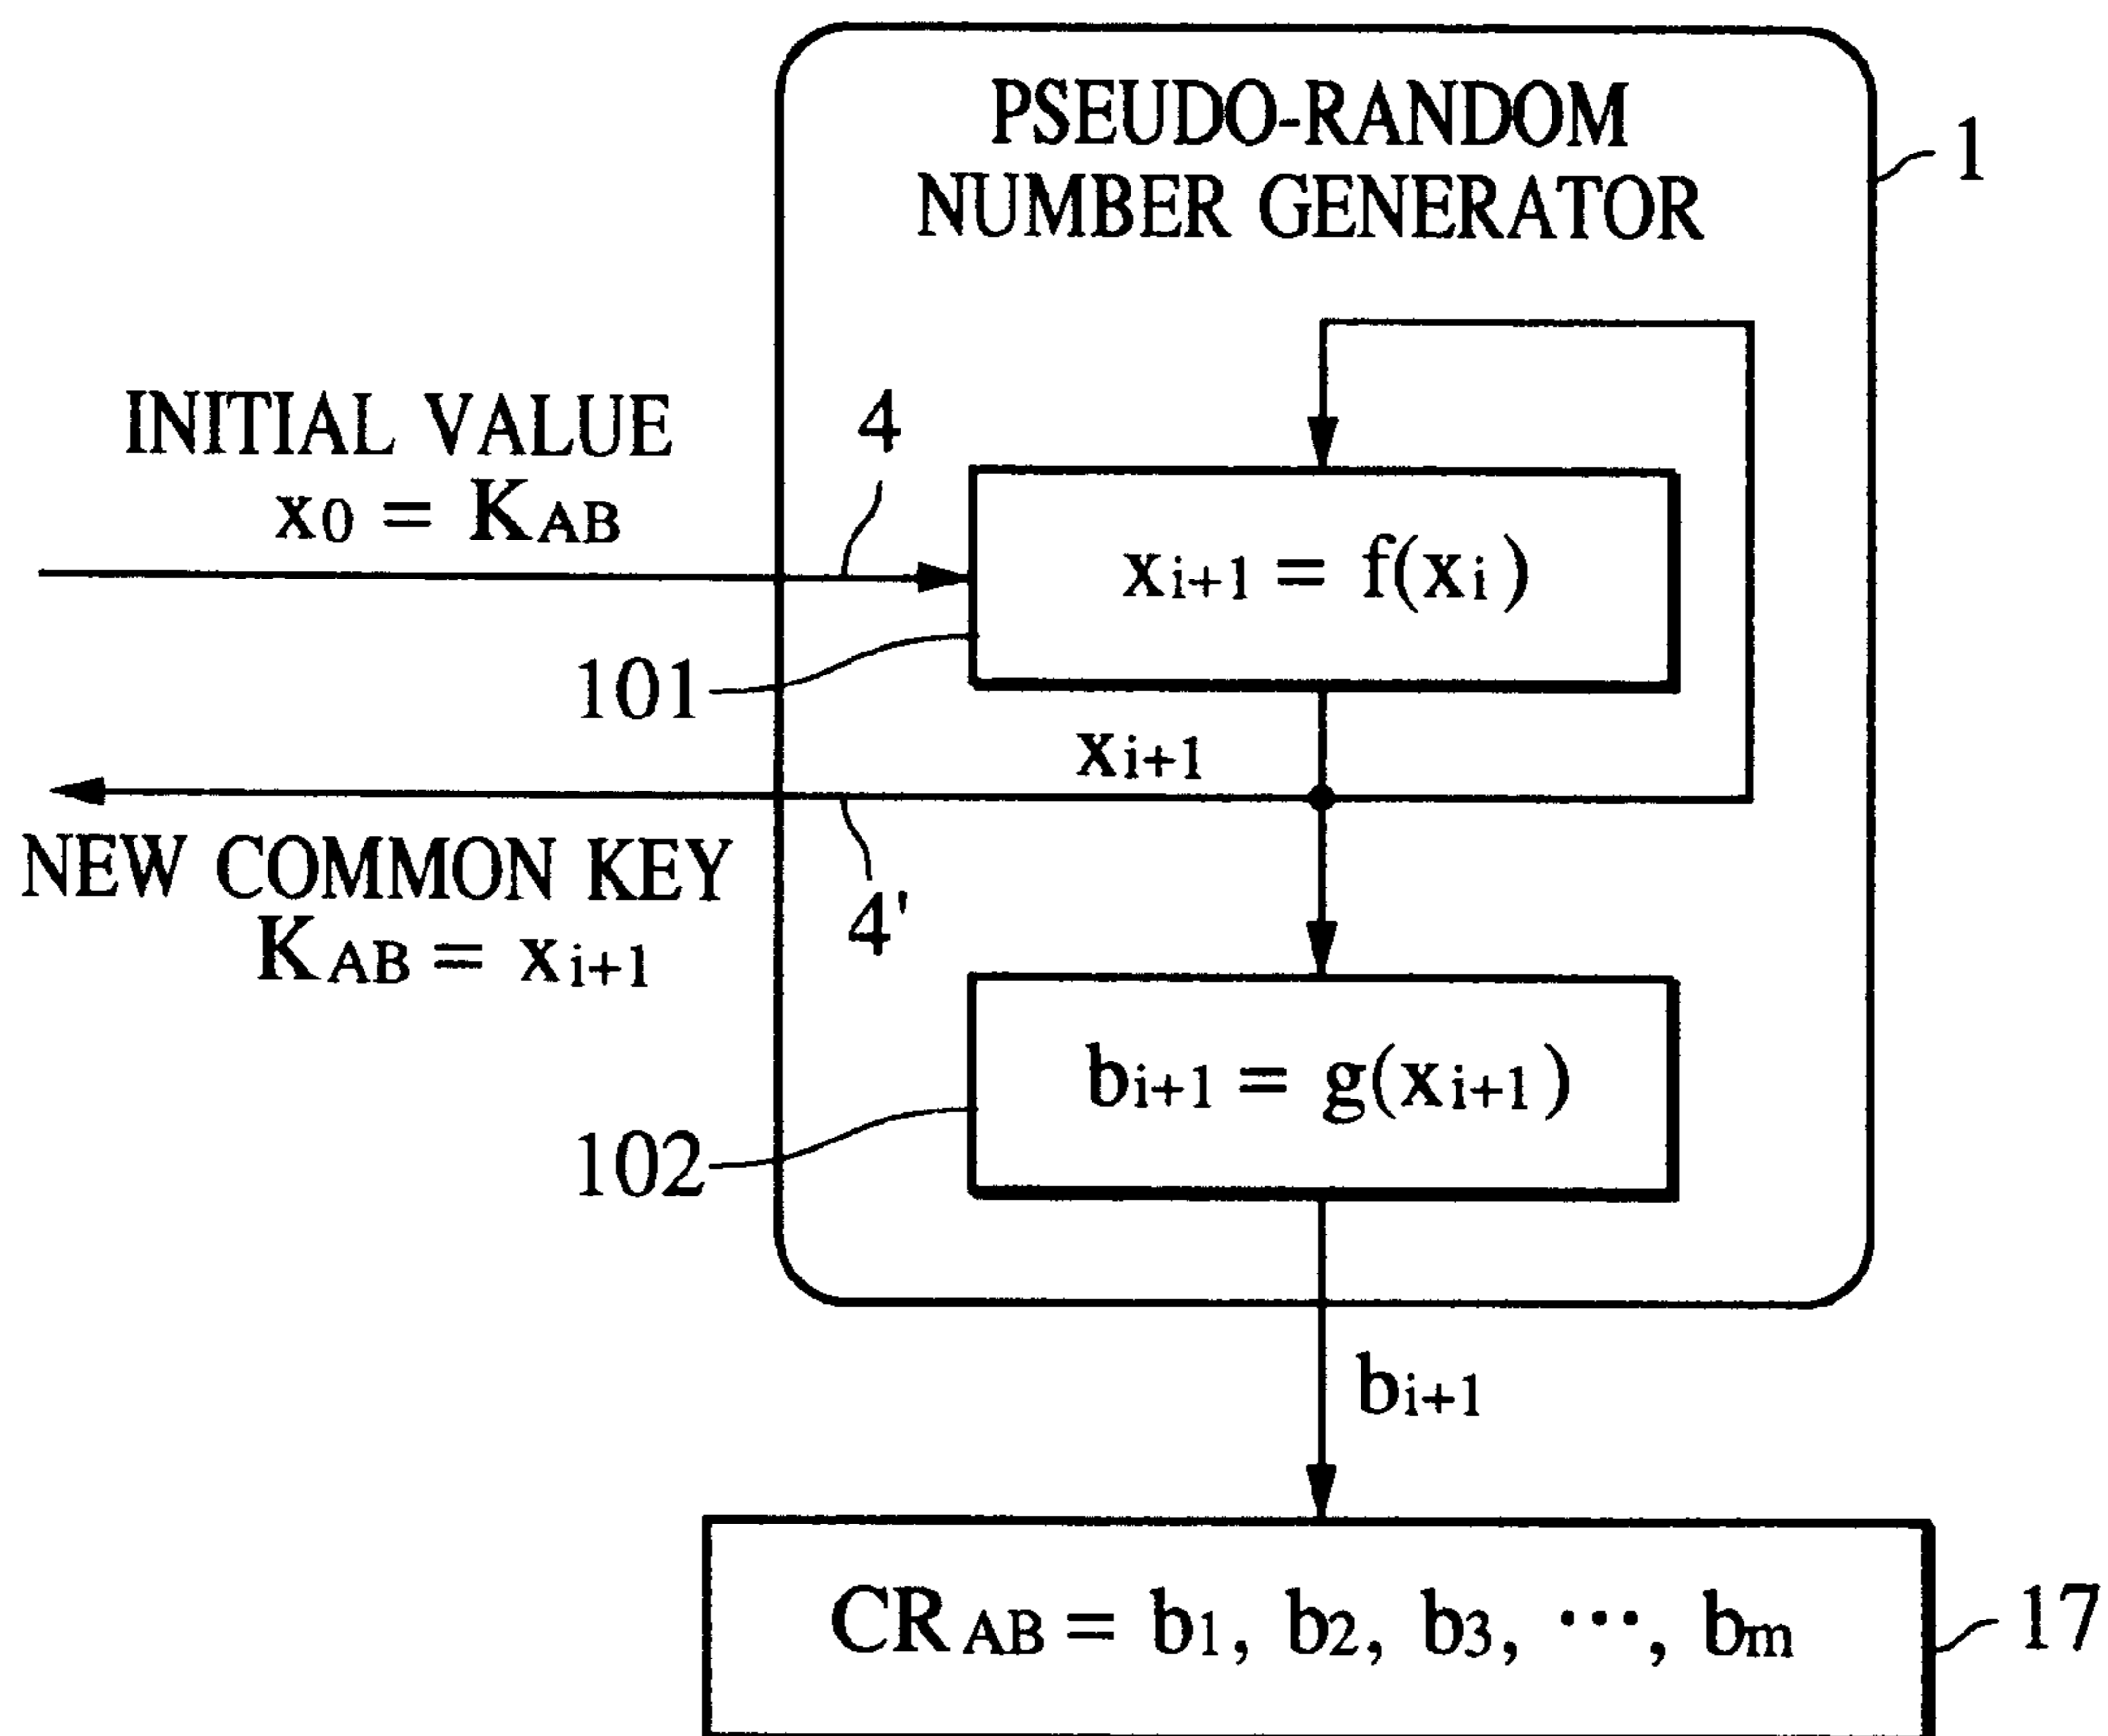 PSEUDO-RANDOM
NUMBER GENERATOR
1
INITIAL VALUE
x0 = KAB
4
xi+1 = f(xi)
101
xi+1
NEW COMMON KEY
KAB = xi+1
4'
bi+1 = g(xi+1)
102
bi+1
CRAB = b1, b2, b3, ···, bm
17